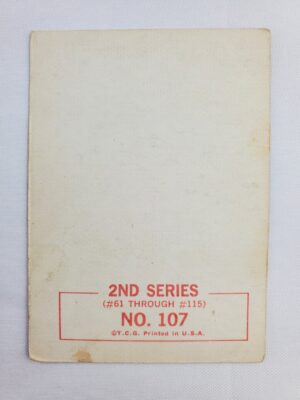 2ND SERIES
(#61 THROUGH #115)
NO. 107
©T.C.G. Printed in U.S.A.